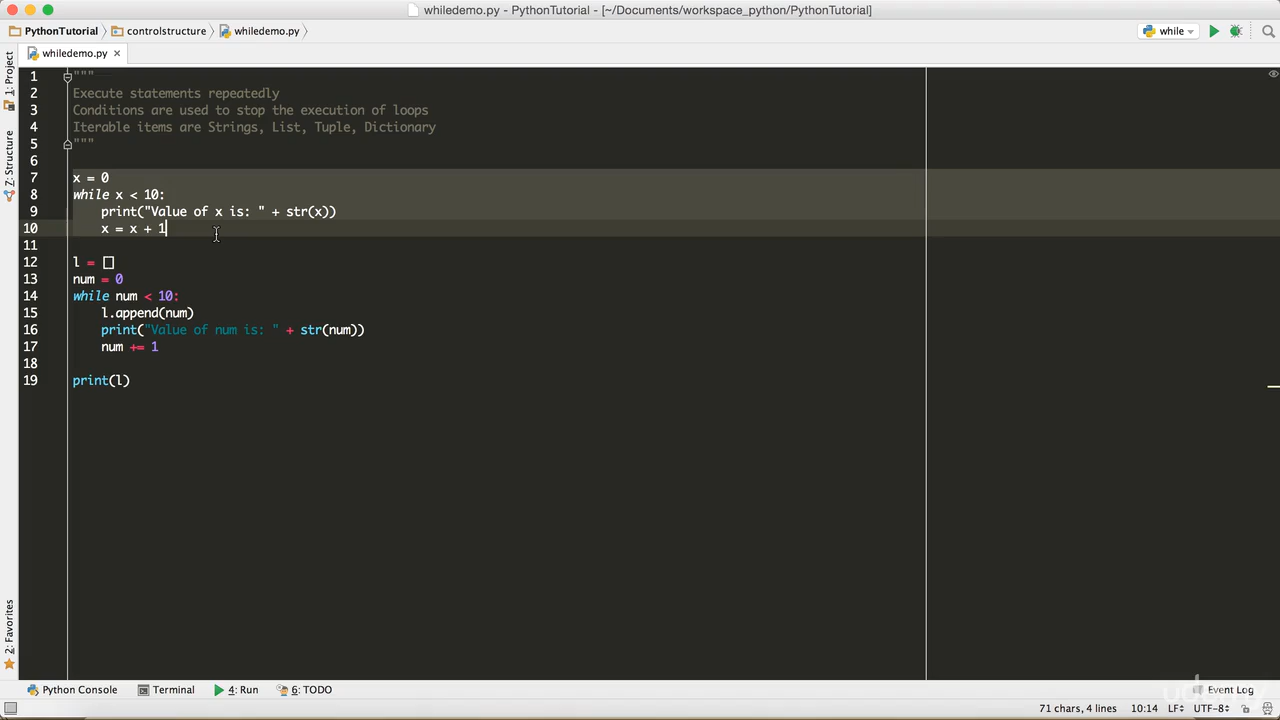 whiledemo.py - PythonTutorial - [~/Documents/workspace_python/PythonTutorial]
PythonTutorial controlstructure whiledemo.py while
whiledemo.py
1: Project
Z: Structure
2: Favorites
1 """
2 Execute statements repeatedly
3 Conditions are used to stop the execution of loops
4 Iterable items are Strings, List, Tuple, Dictionary
5 """
6
7 x = 0
8 while x < 10:
9     print("Value of x is: " + str(x))
10     x = x + 1
11
12 l = []
13 num = 0
14 while num < 10:
15     l.append(num)
16     print("Value of num is: " + str(num))
17     num += 1
18
19 print(l)
Python Console Terminal 4: Run 6: TODO Event Log
udemy
71 chars, 4 lines 10:14 LF÷ UTF-8÷